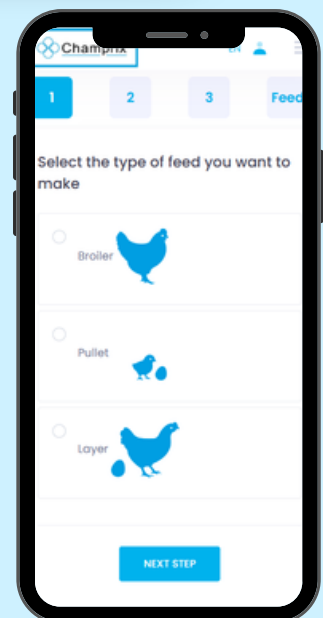 Champrix
EN
1 2 3 Feed
Select the type of feed you want to
make
Broiler
Pullet
Layer
NEXT STEP